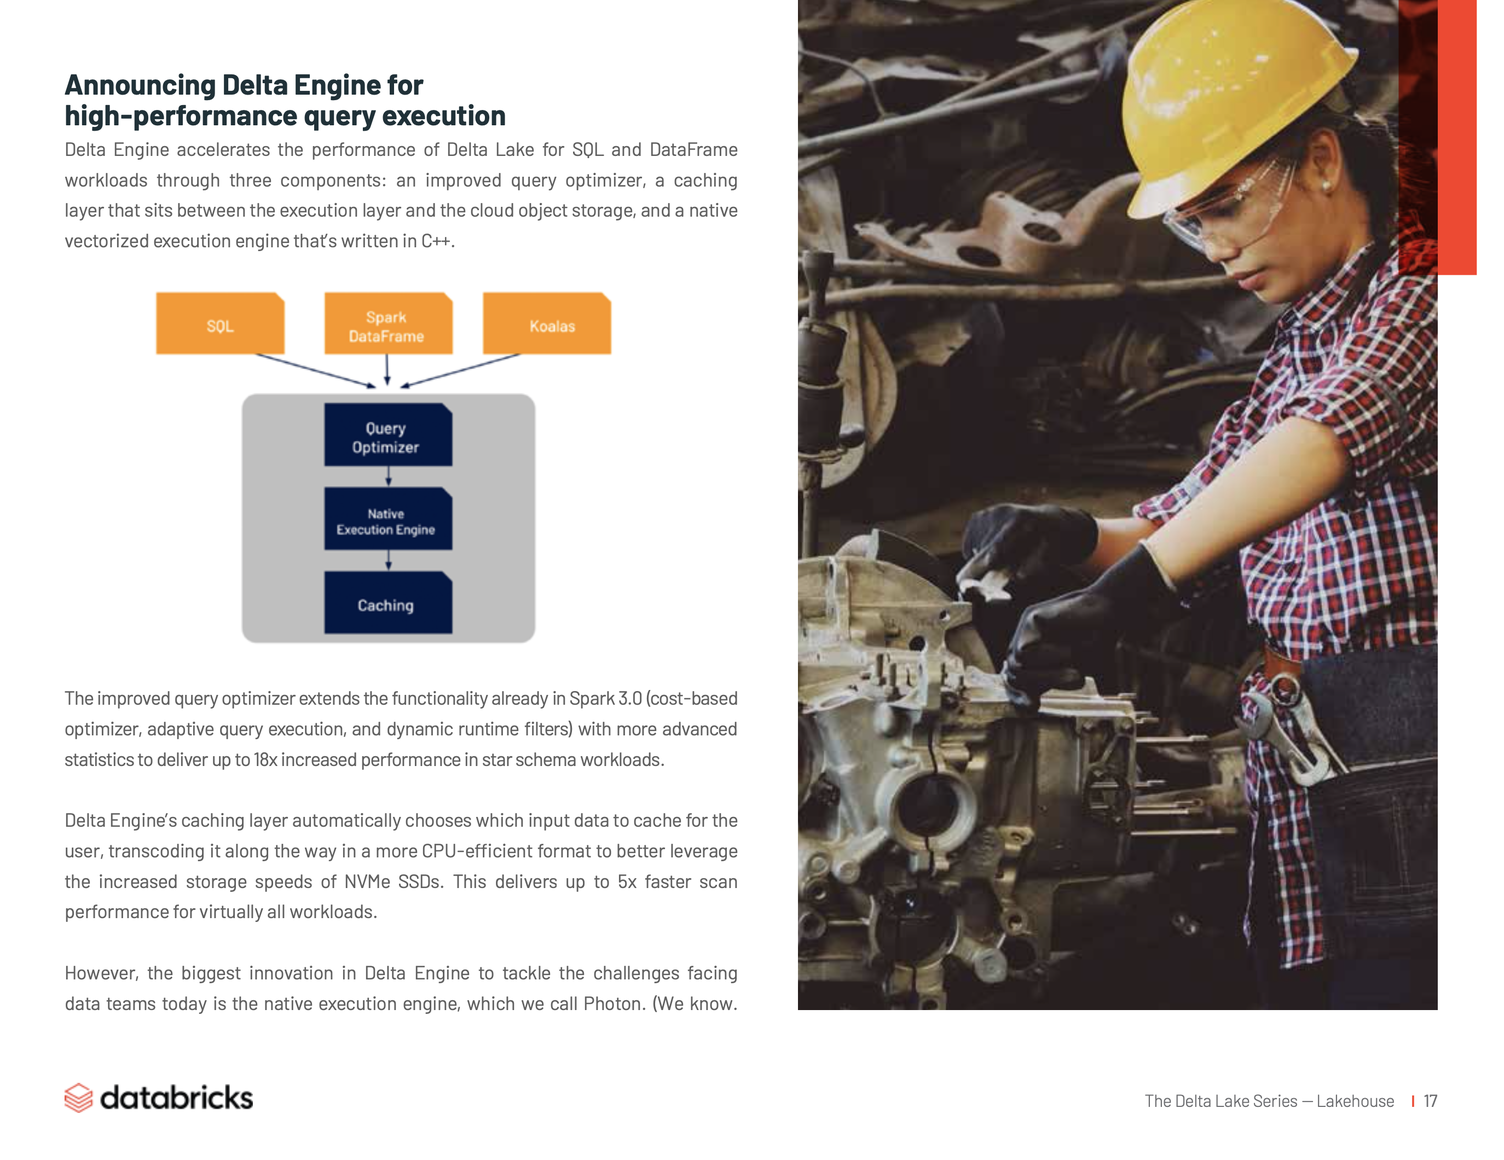 Announcing Delta Engine for
high-performance query execution
Delta Engine accelerates the performance of Delta Lake for SQL and DataFrame
workloads through three components: an improved query optimizer, a caching
layer that sits between the execution layer and the cloud object storage, and a native
vectorized execution engine that's written in C++.
SQL
Spark
DataFrame
Koalas
Query
Optimizer
Native
Execution Engine
Caching
The improved query optimizer extends the functionality already in Spark 3.0 (cost-based
optimizer, adaptive query execution, and dynamic runtime filters) with more advanced
statistics to deliver up to 18x increased performance in star schema workloads.
Delta Engine's caching layer automatically chooses which input data to cache for the
user, transcoding it along the way in a more CPU-efficient format to better leverage
the increased storage speeds of NVMe SSDs. This delivers up to 5x faster scan
performance for virtually all workloads.
However, the biggest innovation in Delta Engine to tackle the challenges facing
data teams today is the native execution engine, which we call Photon. (We know.
databricks
The Delta Lake Series — Lakehouse | 17